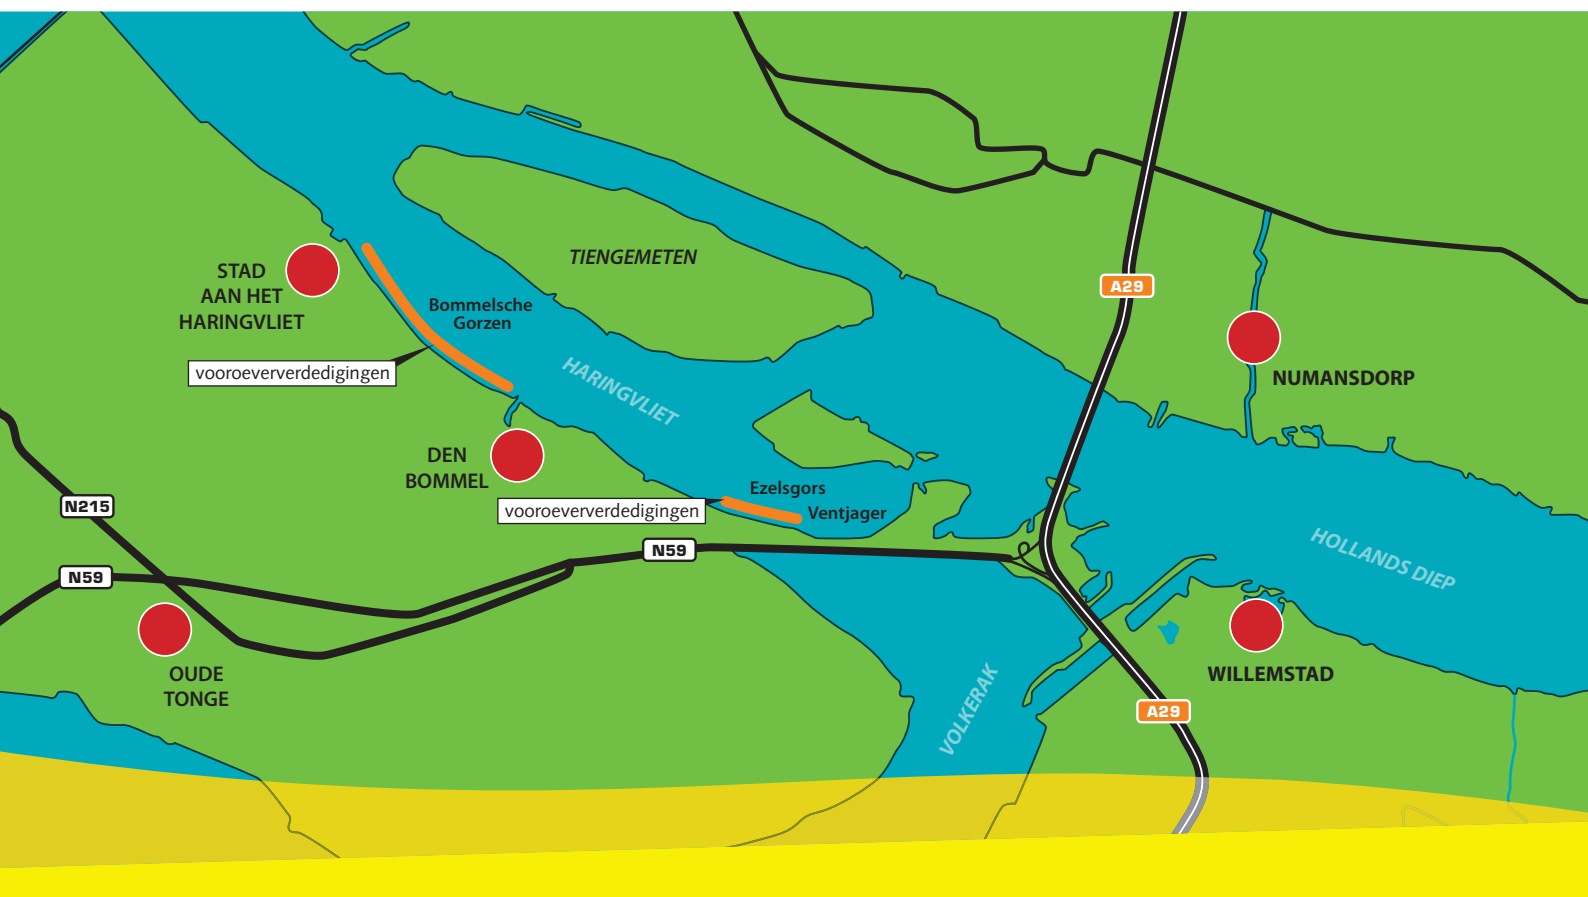 TIENGEMETEN
STAD
AAN HET
HARINGVLIET
A29
Bommelsche
Gorzen
vooroeververdedigingen
HARINGVLIET
NUMANSDORP
DEN
BOMMEL
Ezelsgors
Ventjager
vooroeververdedigingen
N215
N59
N59
HOLLANDS DIEP
OUDE
TONGE
WILLEMSTAD
VOLKERAK
A29